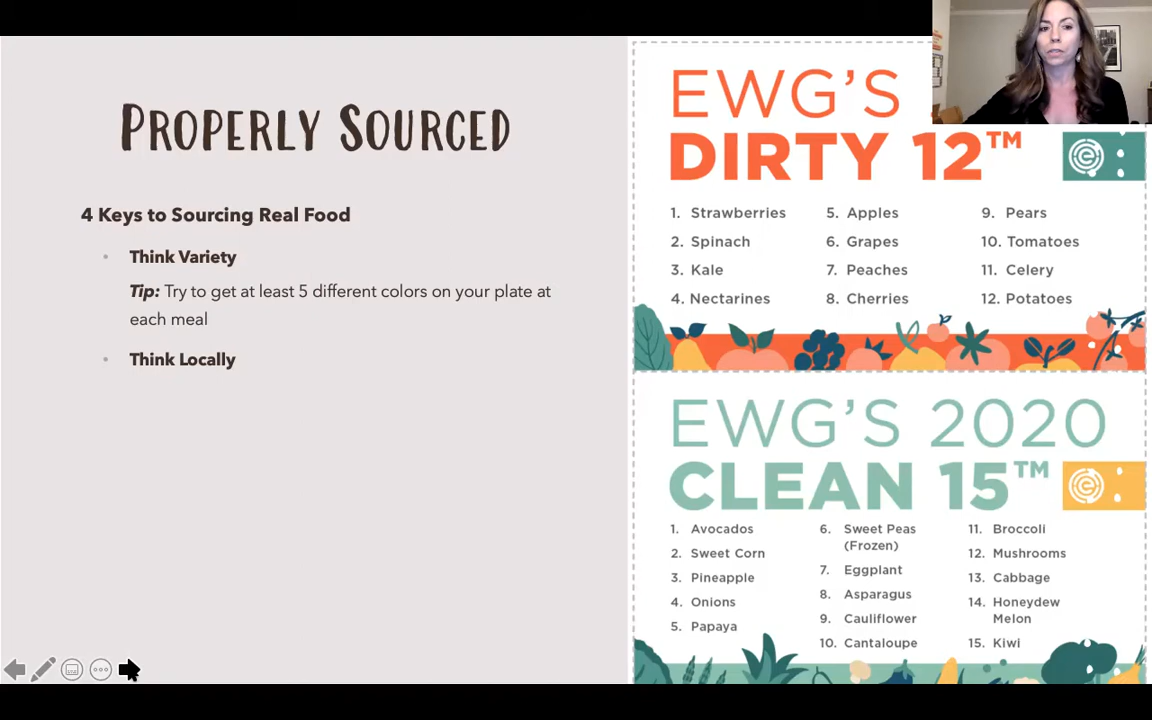 PROPERLY SOURCED
4 Keys to Sourcing Real Food
• Think Variety
Tip: Try to get at least 5 different colors on your plate at
each meal
• Think Locally
EWG'S
DIRTY 12™
1. Strawberries
2. Spinach
3. Kale
4. Nectarines
5. Apples
6. Grapes
7. Peaches
8. Cherries
9. Pears
10. Tomatoes
11. Celery
12. Potatoes
EWG'S 2020
CLEAN 15™
1. Avocados
2. Sweet Corn
3. Pineapple
4. Onions
5. Papaya
6. Sweet Peas
(Frozen)
7. Eggplant
8. Asparagus
9. Cauliflower
10. Cantaloupe
11. Broccoli
12. Mushrooms
13. Cabbage
14. Honeydew
Melon
15. Kiwi